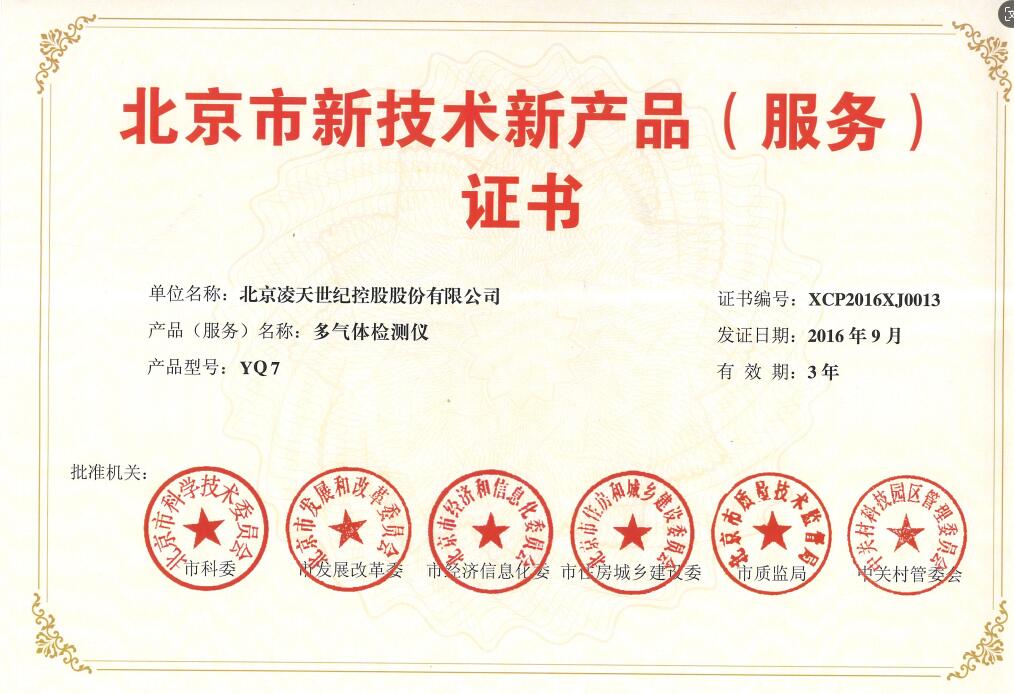 北京市新技术新产品（服务）
证书
单位名称：北京凌天世纪控股股份有限公司
证书编号：XCP2016XJ0013
产品（服务）名称：多气体检测仪
发证日期：2016年9月
产品型号：YQ7
有 效 期：3年
批准机关：
北京市科学技术委员会
市科委
北京市发展和改革委员会
市发展改革委
北京市经济和信息化委员会
市经济信息化委
北京市住房和城乡建设委员会
市住房城乡建设委
北京市质量技术监督局
市质监局
中关村科技园区管理委员会
中关村管委会